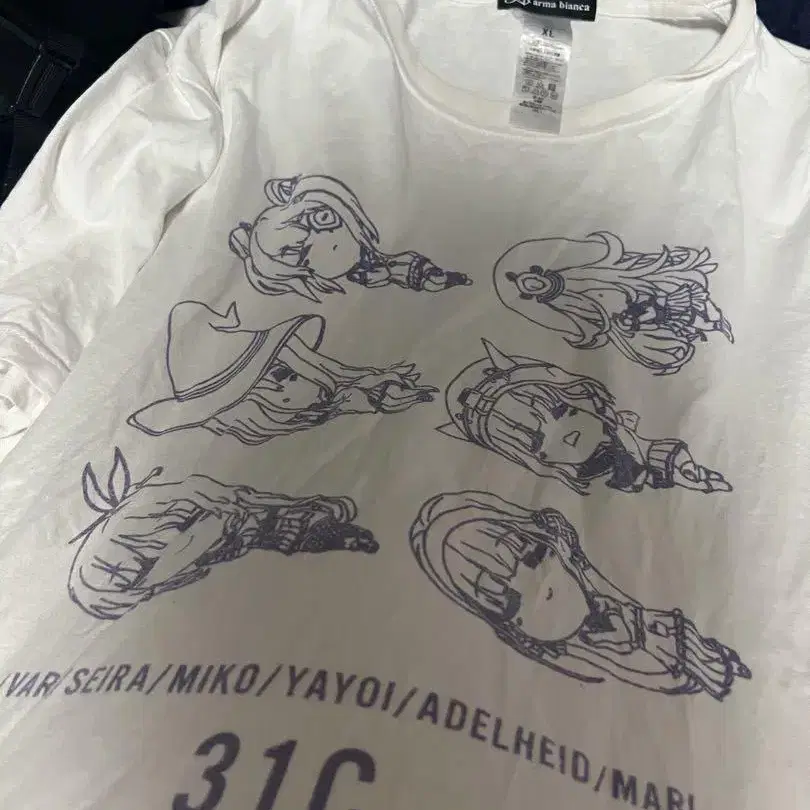 arma bianca
XL
/VAR/SEIRA/MIKO/YAYOI/ADELHEID/MARI
31C